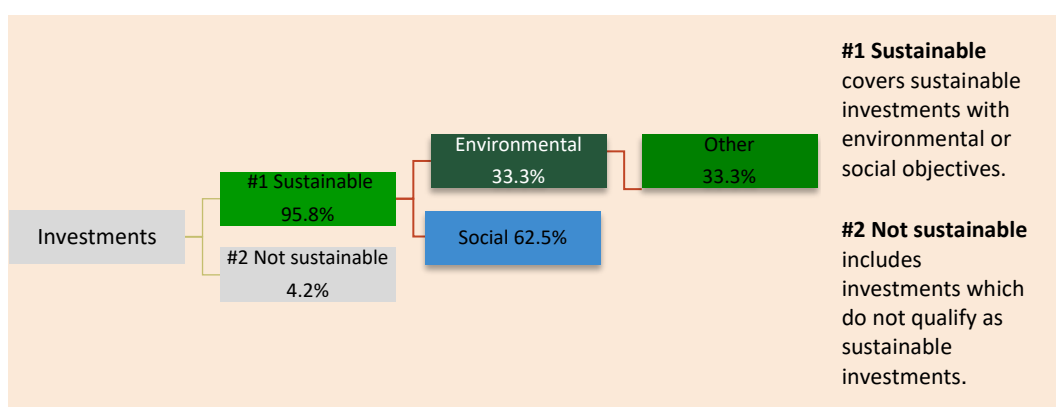 Investments
#1 Sustainable
95.8%
#2 Not sustainable
4.2%
Environmental
33.3%
Social 62.5%
Other
33.3%
#1 Sustainable
covers sustainable
investments with
environmental or
social objectives.
#2 Not sustainable
includes
investments which
do not qualify as
sustainable
investments.